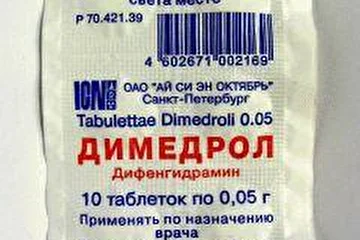 света месте
Р 70.421.39
4 602671 002169
ICN ОАО "АЙ СИ ЭН ОКТЯБРЬ"
Санкт-Петербург
Tabulettae Dimedroli 0.05
ДИМЕДРОЛ
Дифенгидрамин
10 таблеток по 0,05 г
Применять по назначению
врача